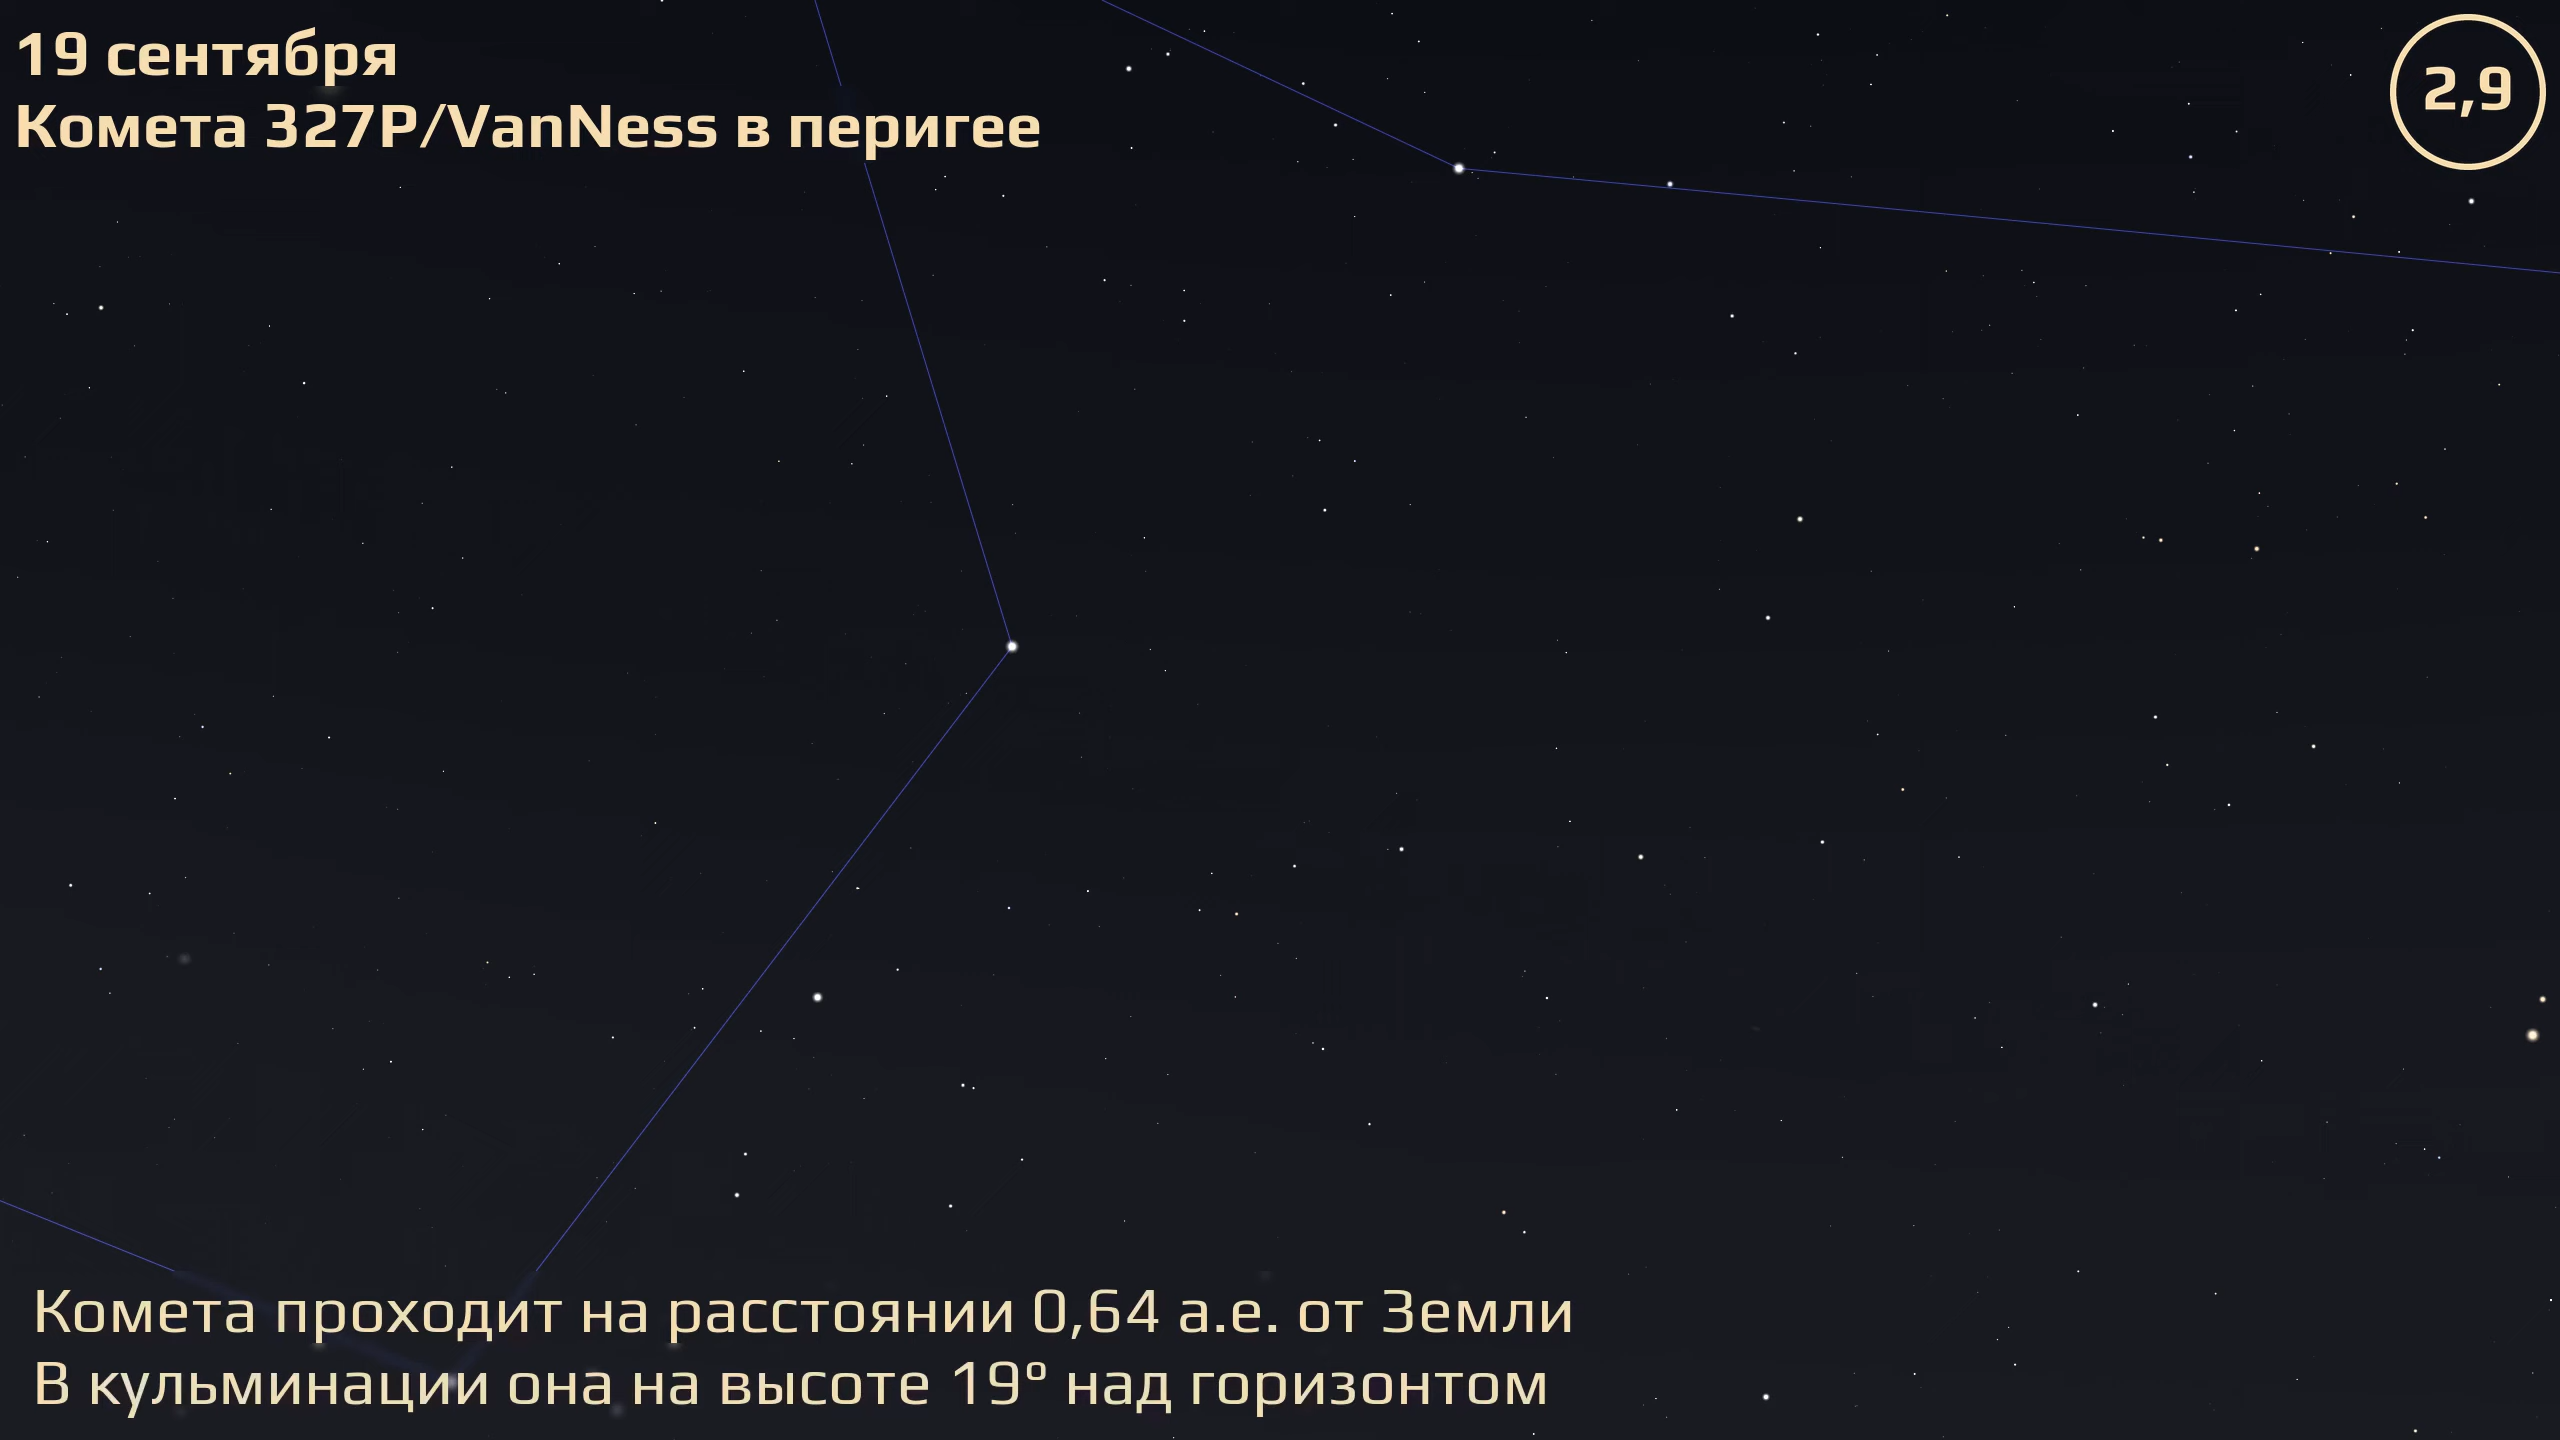 19 сентября
Комета 327P/VanNess в перигее
2,9
Комета проходит на расстоянии 0,64 а.е. от Земли
В кульминации она на высоте 19° над горизонтом